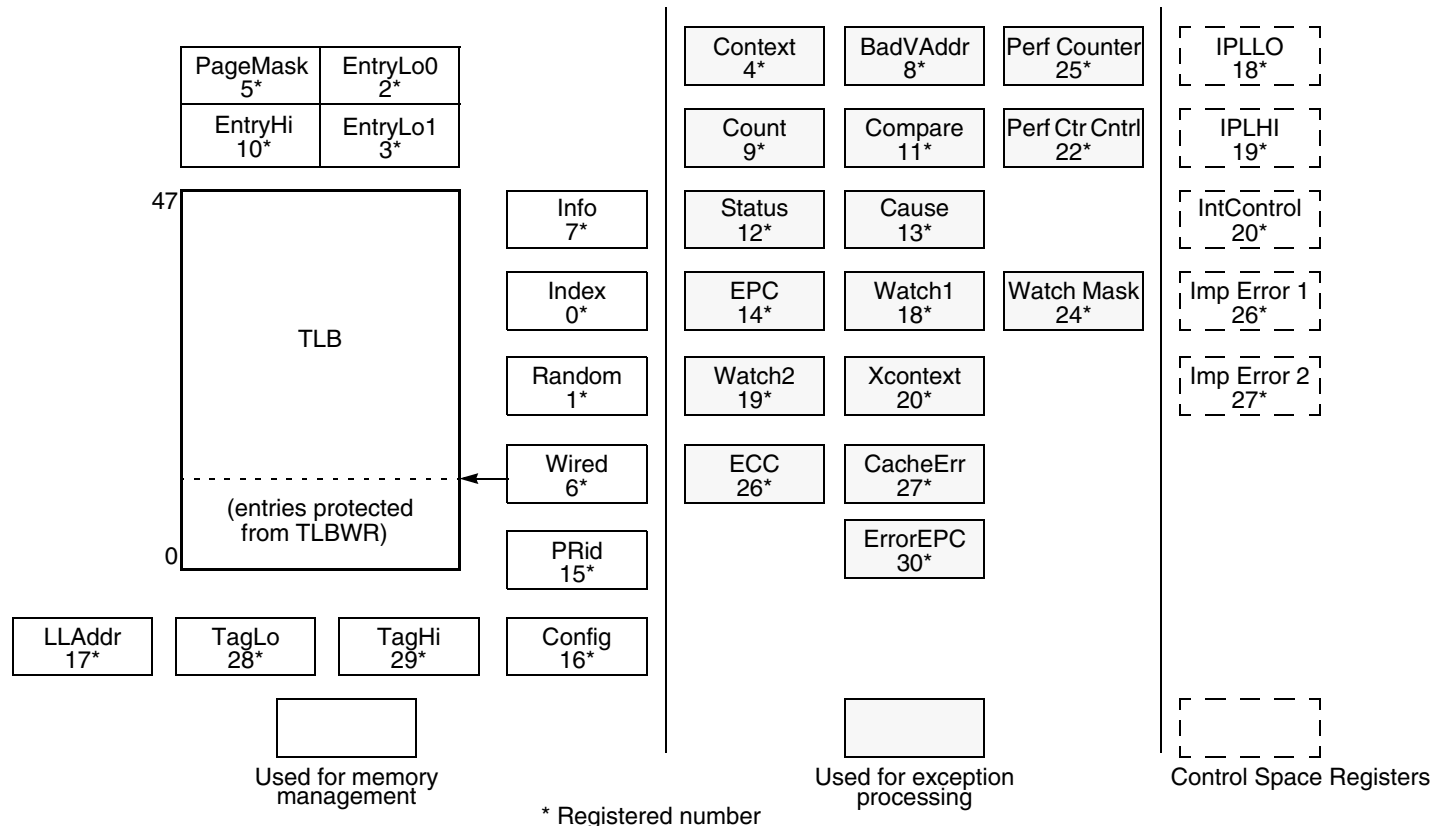 PageMask
5*
EntryLo0
2*
EntryHi
10*
EntryLo1
3*
47
TLB
(entries protected
from TLBWR)
0
Info
7*
Index
0*
Random
1*
Wired
6*
PRid
15*
LLAddr
17*
TagLo
28*
TagHi
29*
Config
16*
Used for memory
management
Context
4*
BadVAddr
8*
Perf Counter
25*
Count
9*
Compare
11*
Perf Ctr Cntrl
22*
Status
12*
Cause
13*
EPC
14*
Watch1
18*
Watch Mask
24*
Watch2
19*
Xcontext
20*
ECC
26*
CacheErr
27*
ErrorEPC
30*
Used for exception
processing
IPLLO
18*
IPLHI
19*
IntControl
20*
Imp Error 1
26*
Imp Error 2
27*
Control Space Registers
* Registered number